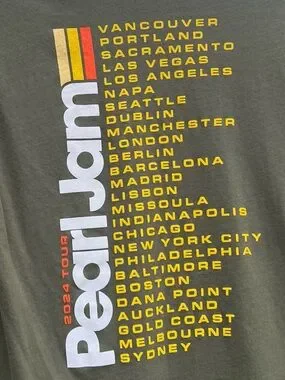 VANCOUVER
PORTLAND
SACRAMENTO
LAS VEGAS
LOS ANGELES
NAPA
SEATTLE
DUBLIN
MANCHESTER
LONDON
BERLIN
BARCELONA
MADRID
LISBON
MISSOULA
INDIANAPOLIS
CHICAGO
NEW YORK CITY
PHILADELPHIA
BALTIMORE
BOSTON
DANA POINT
AUCKLAND
GOLD COAST
MELBOURNE
SYDNEY
2024 TOUR
Pearl Jam